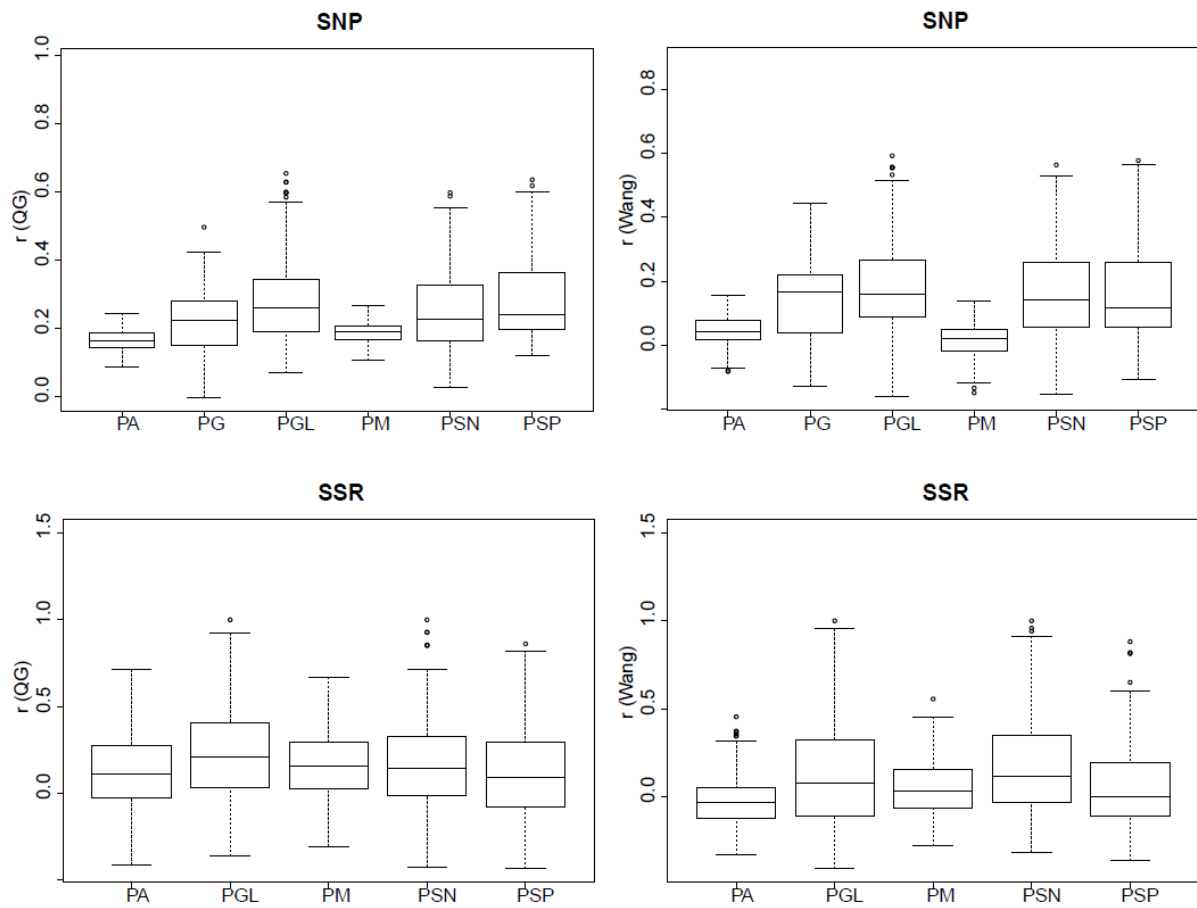 SNP
r (QG)
0.0 0.2 0.4 0.6 0.8 1.0
PA PG PGL PM PSN PSP
SNP
r (Wang)
0.0 0.2 0.4 0.6 0.8
PA PG PGL PM PSN PSP
SSR
r (QG)
0.0 0.5 1.0 1.5
PA PGL PM PSN PSP
SSR
r (Wang)
0.0 0.5 1.0 1.5
PA PGL PM PSN PSP